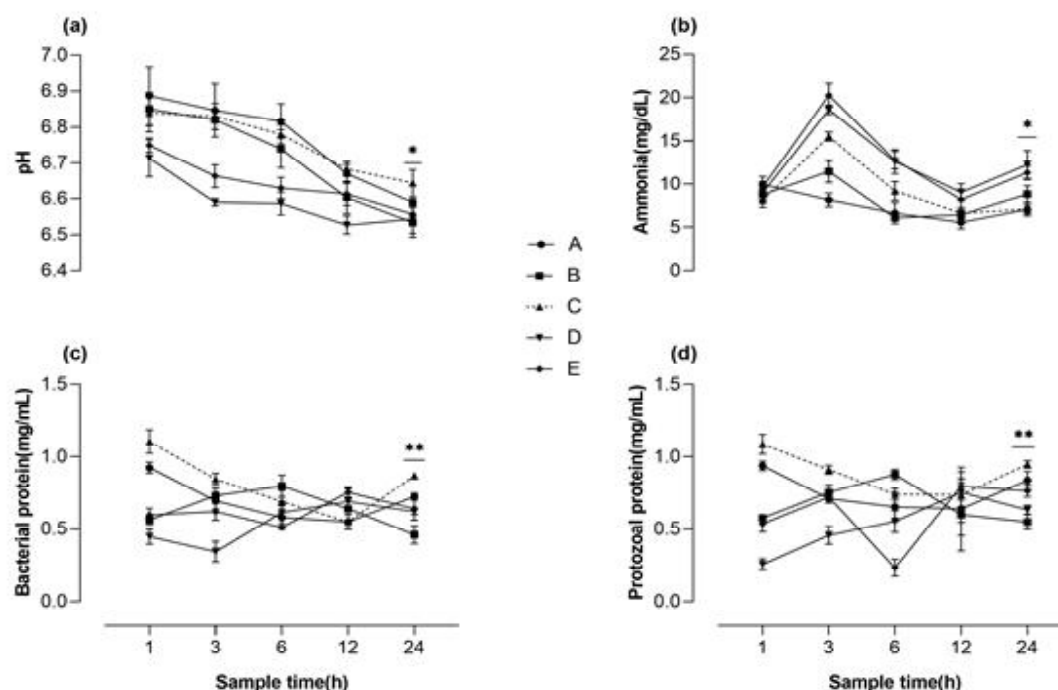 (a)
7.0
6.9
6.8
6.7
6.6
6.5
6.4
pH
*
(b)
25
20
15
10
5
0
Ammonia(mg/dL)
*
A
B
C
D
E
(c)
1.5
1.0
0.5
0.0
Bacterial protein(mg/mL)
**
1 3 6 12 24
Sample time(h)
(d)
1.5
1.0
0.5
0.0
Protozoal protein(mg/mL)
**
1 3 6 12 24
Sample time(h)